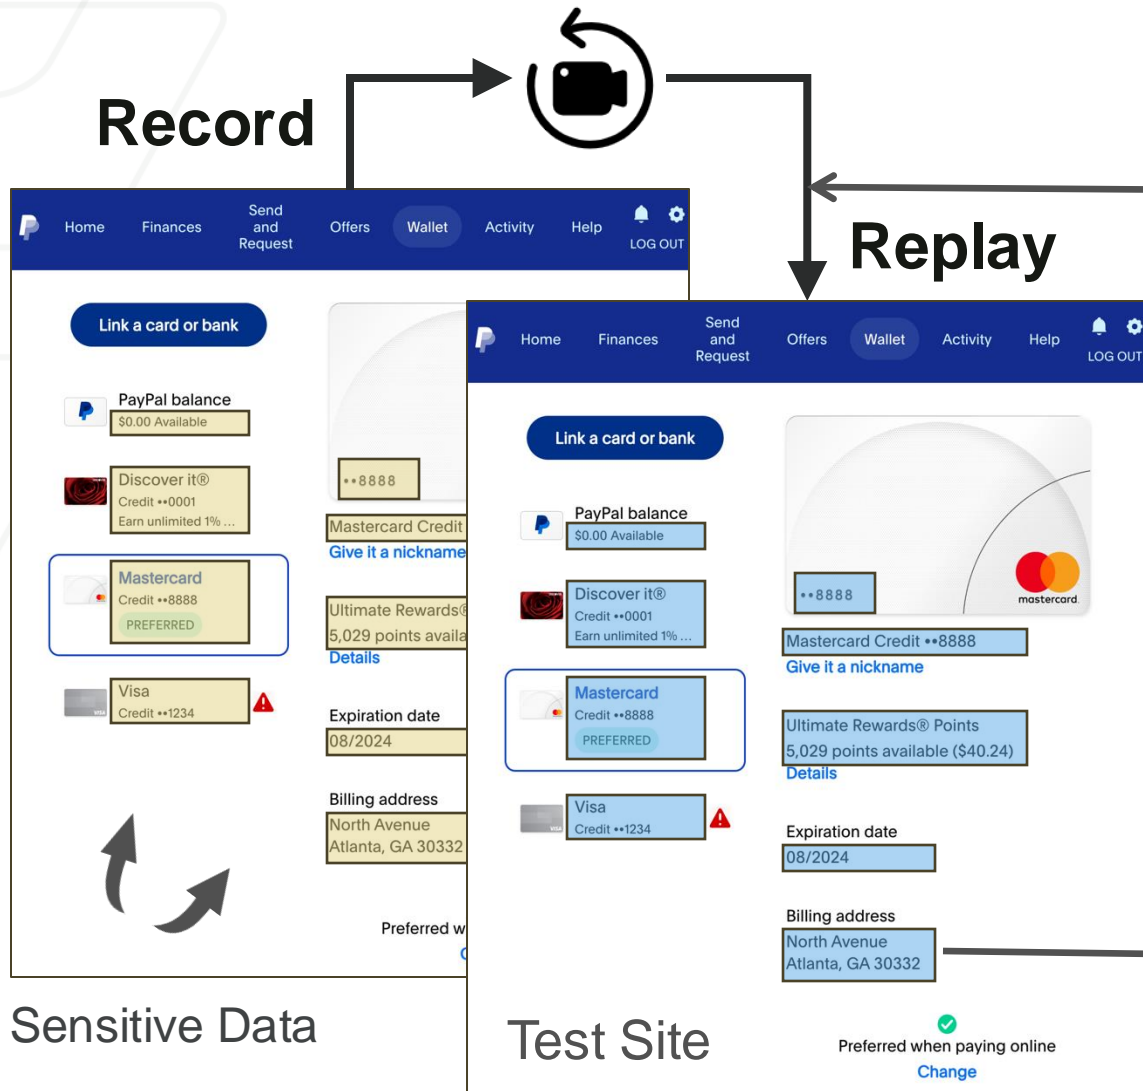 Record
Replay
Home
Finances
Send
and
Request
Offers
Wallet
Activity
Help
LOG OUT
Link a card or bank
PayPal balance
$0.00 Available
Discover it®
Credit ••0001
Earn unlimited 1% ...
Mastercard
Credit ••8888
PREFERRED
Visa
VISA
Credit ••1234
••8888
Mastercard Credit
Give it a nickname
Ultimate Rewards®
5,029 points availa
Details
Expiration date
08/2024
Billing address
North Avenue
Atlanta, GA 30332
Preferred w
Sensitive Data
Home
Finances
Send
and
Request
Offers
Wallet
Activity
Help
LOG OUT
Link a card or bank
PayPal balance
$0.00 Available
Discover it®
Credit ••0001
Earn unlimited 1% ...
Mastercard
Credit ••8888
PREFERRED
Visa
VISA
Credit ••1234
••8888
mastercard.
Mastercard Credit ••8888
Give it a nickname
Ultimate Rewards® Points
5,029 points available ($40.24)
Details
Expiration date
08/2024
Billing address
North Avenue
Atlanta, GA 30332
Preferred when paying online
Change
Test Site